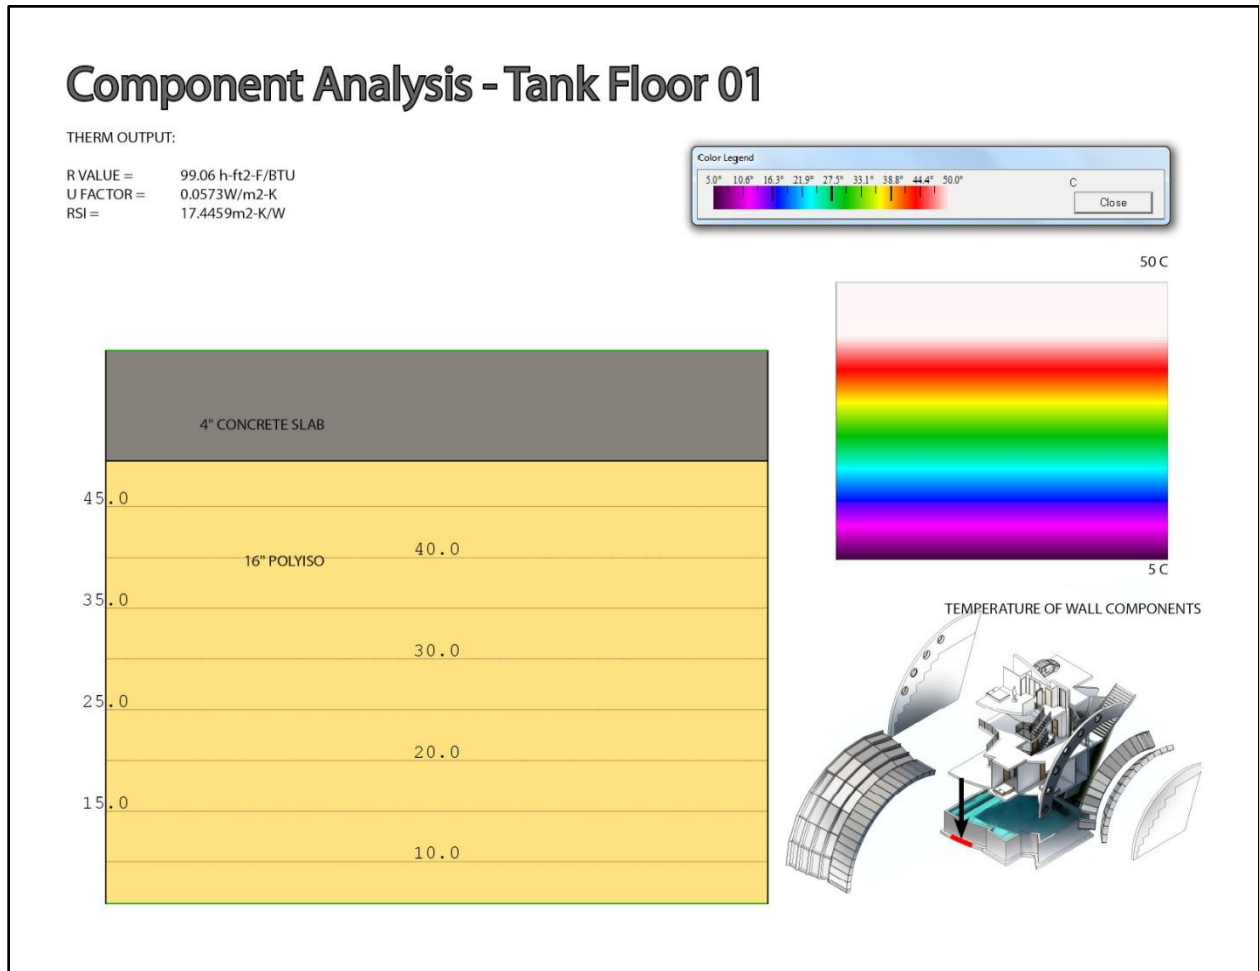 Component Analysis - Tank Floor 01
THERM OUTPUT:
R VALUE = 99.06 h-ft2-F/BTU
U FACTOR = 0.0573W/m2-K
RSI = 17.4459m2-K/W
Color Legend
5.0° 10.6° 16.3° 21.9° 27.5° 33.1° 38.8° 44.4° 50.0°
C
Close
50 C
4" CONCRETE SLAB
45.0
40.0
16" POLYISO
35.0
30.0
25.0
20.0
15.0
10.0
5 C
TEMPERATURE OF WALL COMPONENTS